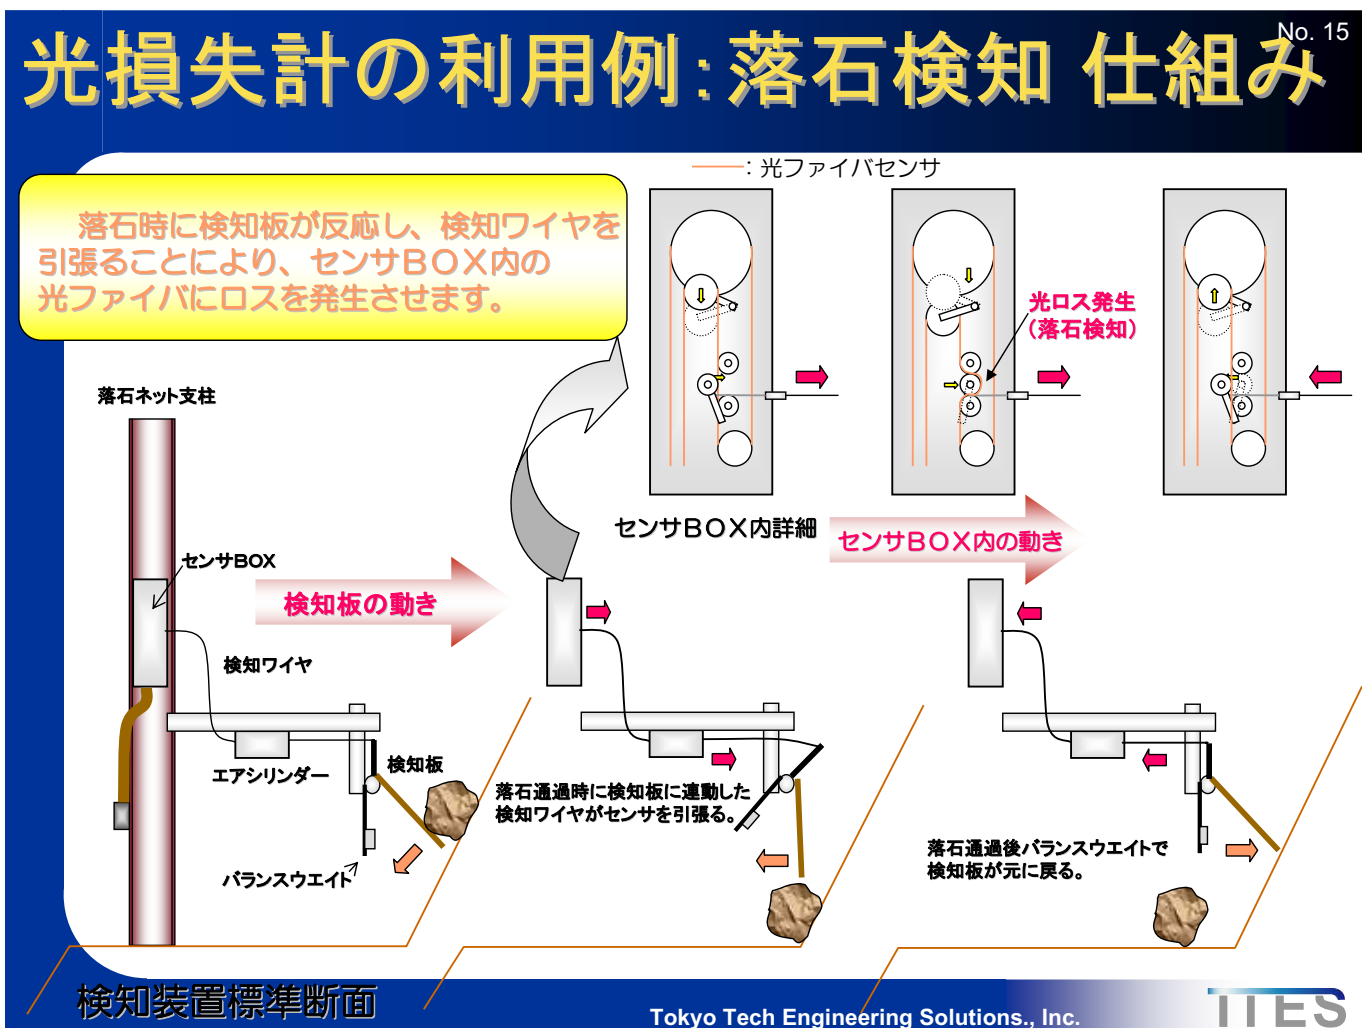 No. 15
光損失計の利用例:落石検知 仕組み
:光ファイバセンサ
落石時に検知板が反応し、検知ワイヤを
引張ることにより、センサBOX内の
光ファイバにロスを発生させます。
光ロス発生
(落石検知)
落石ネット支柱
センサBOX内詳細
センサBOX内の動き
センサBOX
検知板の動き
検知ワイヤ
エアシリンダー
検知板
落石通過時に検知板に連動した
検知ワイヤがセンサを引張る。
バランスウエイト
落石通過後バランスウエイトで
検知板が元に戻る。
検知装置標準断面
Tokyo Tech Engineering Solutions., Inc.
ITES